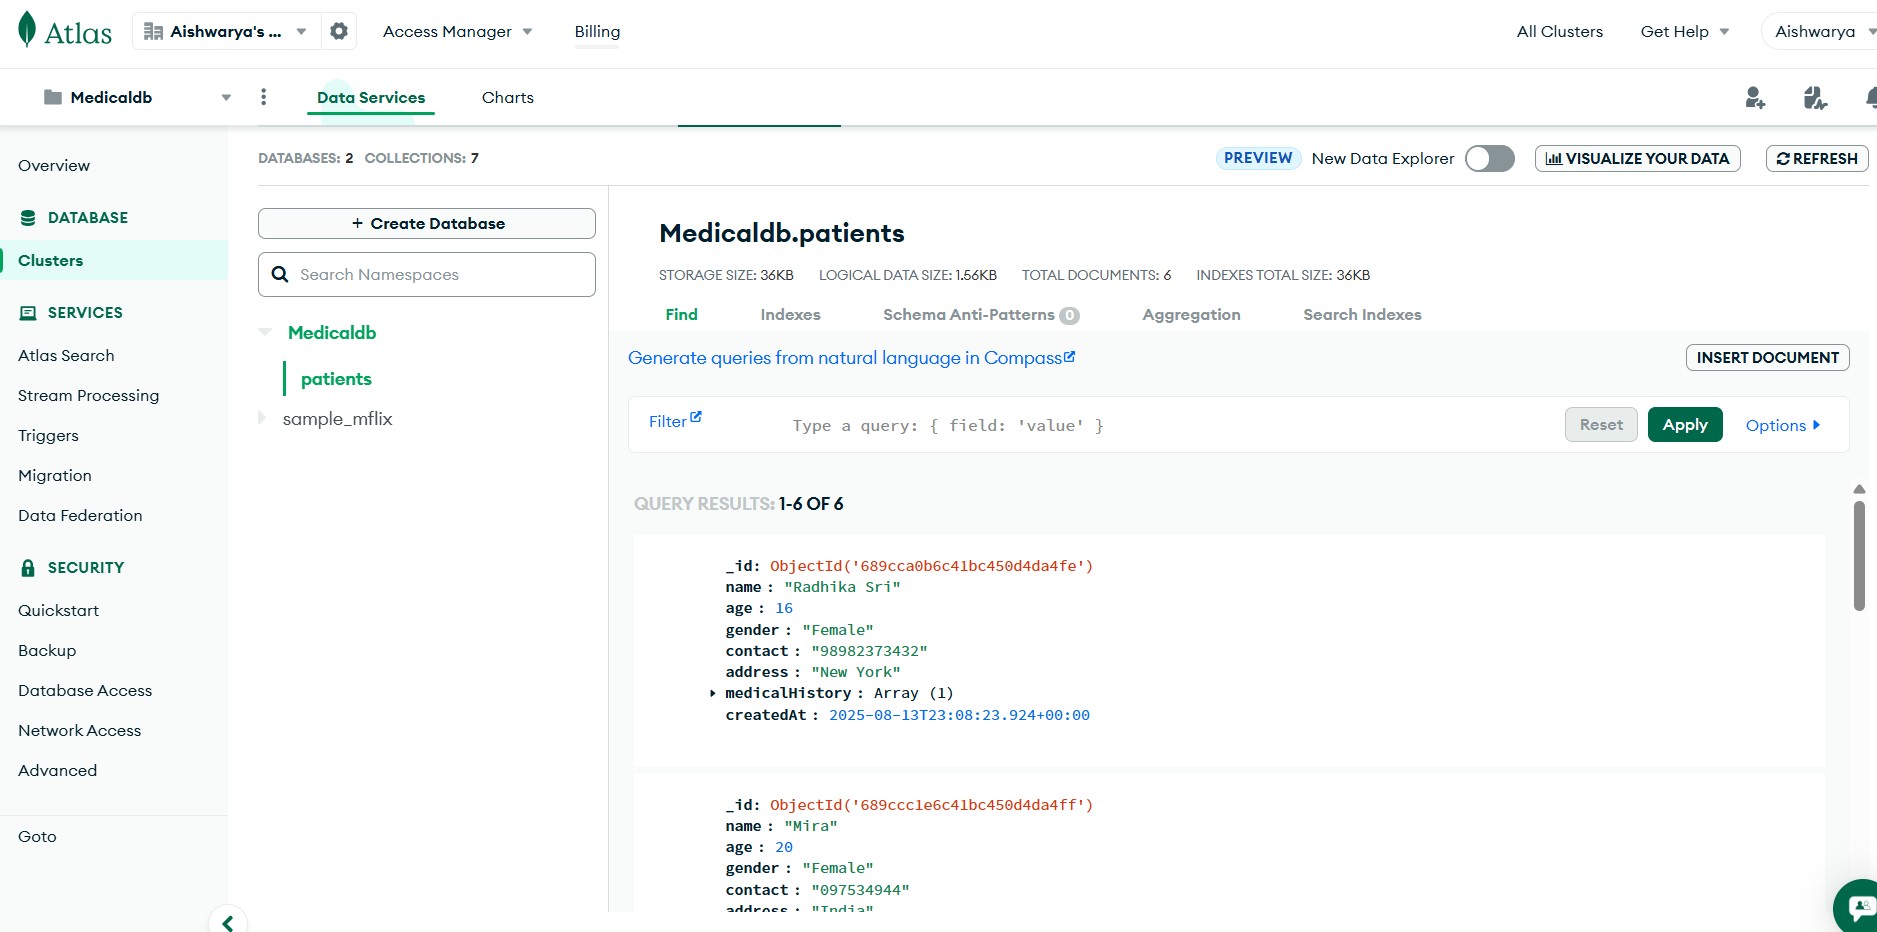 Atlas
Aishwarya's ...
Access Manager
Billing
All Clusters
Get Help
Aishwarya
Medicaldb
Data Services
Charts
Overview
DATABASE
Clusters
SERVICES
Atlas Search
Stream Processing
Triggers
Migration
Data Federation
SECURITY
Quickstart
Backup
Database Access
Network Access
Advanced
Goto
DATABASES: 2 COLLECTIONS: 7
PREVIEW New Data Explorer
VISUALIZE YOUR DATA
REFRESH
+ Create Database
Search Namespaces
Medicaldb
patients
sample_mflix
Medicaldb.patients
STORAGE SIZE: 36KB LOGICAL DATA SIZE: 1.56KB TOTAL DOCUMENTS: 6 INDEXES TOTAL SIZE: 36KB
Find Indexes Schema Anti-Patterns 0 Aggregation Search Indexes
Generate queries from natural language in Compass
INSERT DOCUMENT
Filter
Type a query: { field: 'value' }
Reset
Apply
Options
QUERY RESULTS: 1-6 OF 6
_id: ObjectId('689cca0b6c41bc450d4da4fe')
name : "Radhika Sri"
age : 16
gender : "Female"
contact : "98982373432"
address : "New York"
medicalHistory : Array (1)
createdAt : 2025-08-13T23:08:23.924+00:00
_id: ObjectId('689ccc1e6c41bc450d4da4ff')
name : "Mira"
age : 20
gender : "Female"
contact : "097534944"
address : "India"